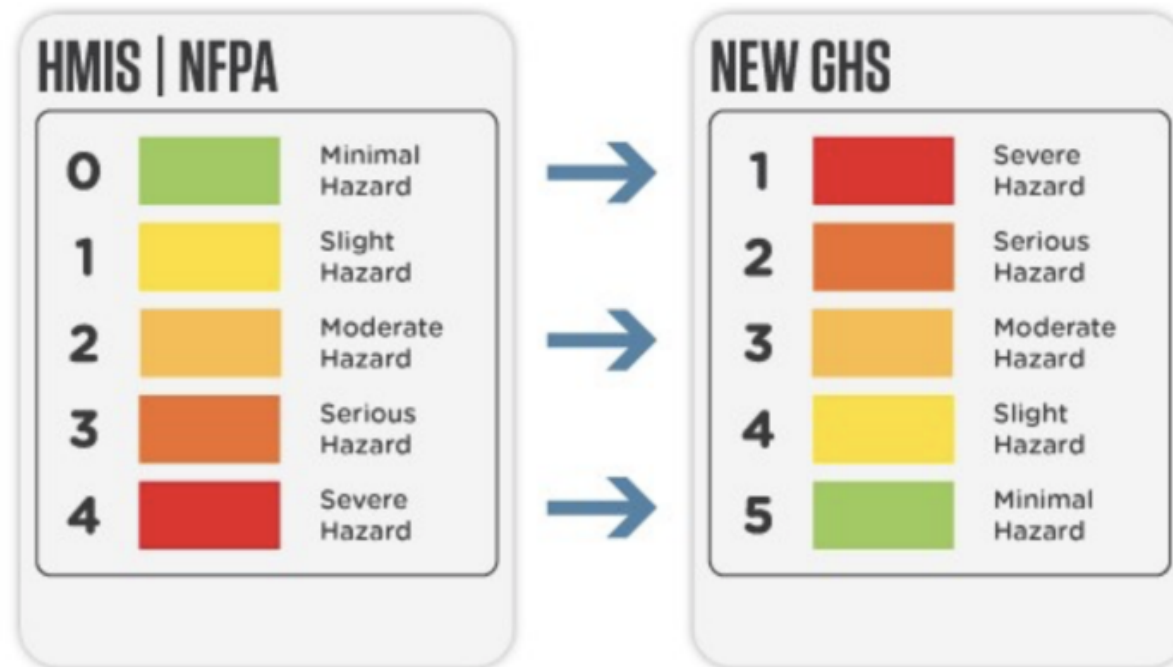 HMIS | NFPA
0
Minimal
Hazard
1
Slight
Hazard
2
Moderate
Hazard
3
Serious
Hazard
4
Severe
Hazard
NEW GHS
1
Severe
Hazard
2
Serious
Hazard
3
Moderate
Hazard
4
Slight
Hazard
5
Minimal
Hazard